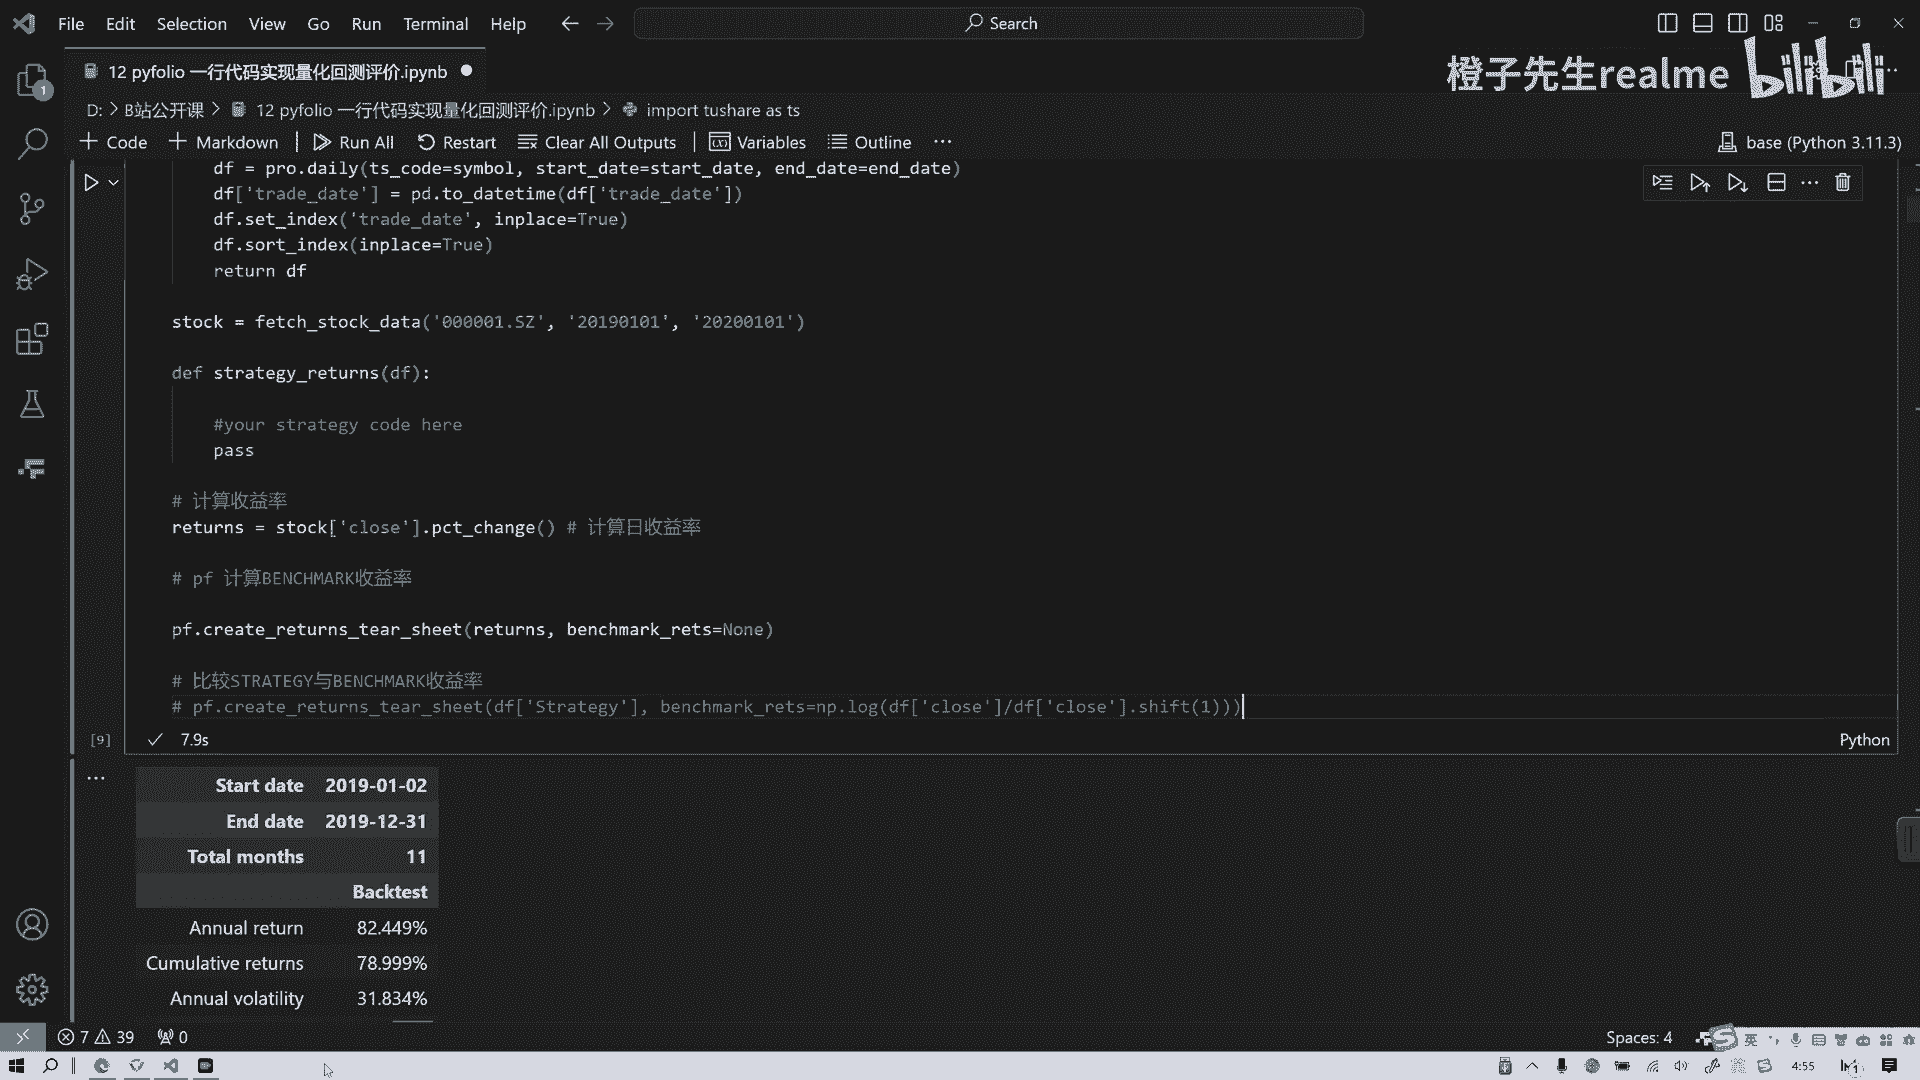 File Edit Selection View Go Run Terminal Help
Search
12 pyfolio 一行代码实现量化回测评价.ipynb
橙子先生realme bilibili
D: > B站公开课 > 12 pyfolio 一行代码实现量化回测评价.ipynb > import tushare as ts
+ Code + Markdown | Run All Restart Clear All Outputs | Variables Outline ...
base (Python 3.11.3)
df = pro.daily(ts_code=symbol, start_date=start_date, end_date=end_date)
df['trade_date'] = pd.to_datetime(df['trade_date'])
df.set_index('trade_date', inplace=True)
df.sort_index(inplace=True)
return df
stock = fetch_stock_data('000001.SZ', '20190101', '20200101')
def strategy_returns(df):
#your strategy code here
pass
# 计算收益率
returns = stock['close'].pct_change() # 计算日收益率
# pf 计算BENCHMARK收益率
pf.create_returns_tear_sheet(returns, benchmark_rets=None)
# 比较STRATEGY与BENCHMARK收益率
# pf.create_returns_tear_sheet(df['Strategy'], benchmark_rets=np.log(df['close']/df['close'].shift(1)))
[9] 7.9s Python
Start date 2019-01-02
End date 2019-12-31
Total months 11
Backtest
Annual return 82.449%
Cumulative returns 78.999%
Annual volatility 31.834%
7 39 0
Spaces: 4
英
4:55